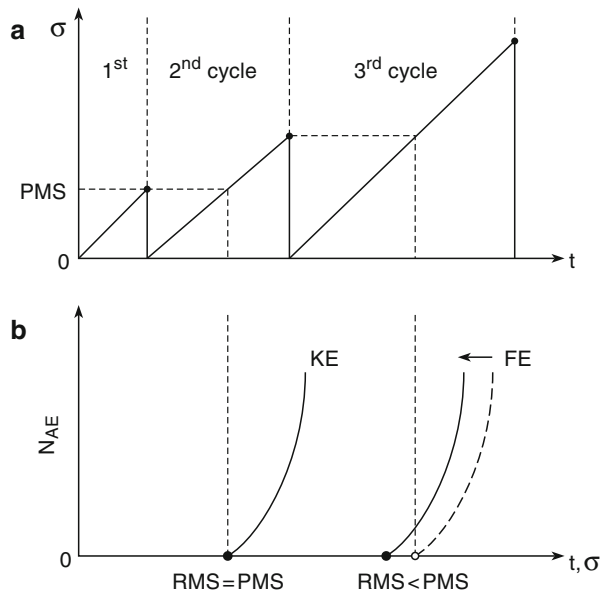 a
σ
1st 2nd cycle 3rd cycle
PMS
0
t
b
KE
FE
NAE
0
t,σ
RMS=PMS RMS<PMS